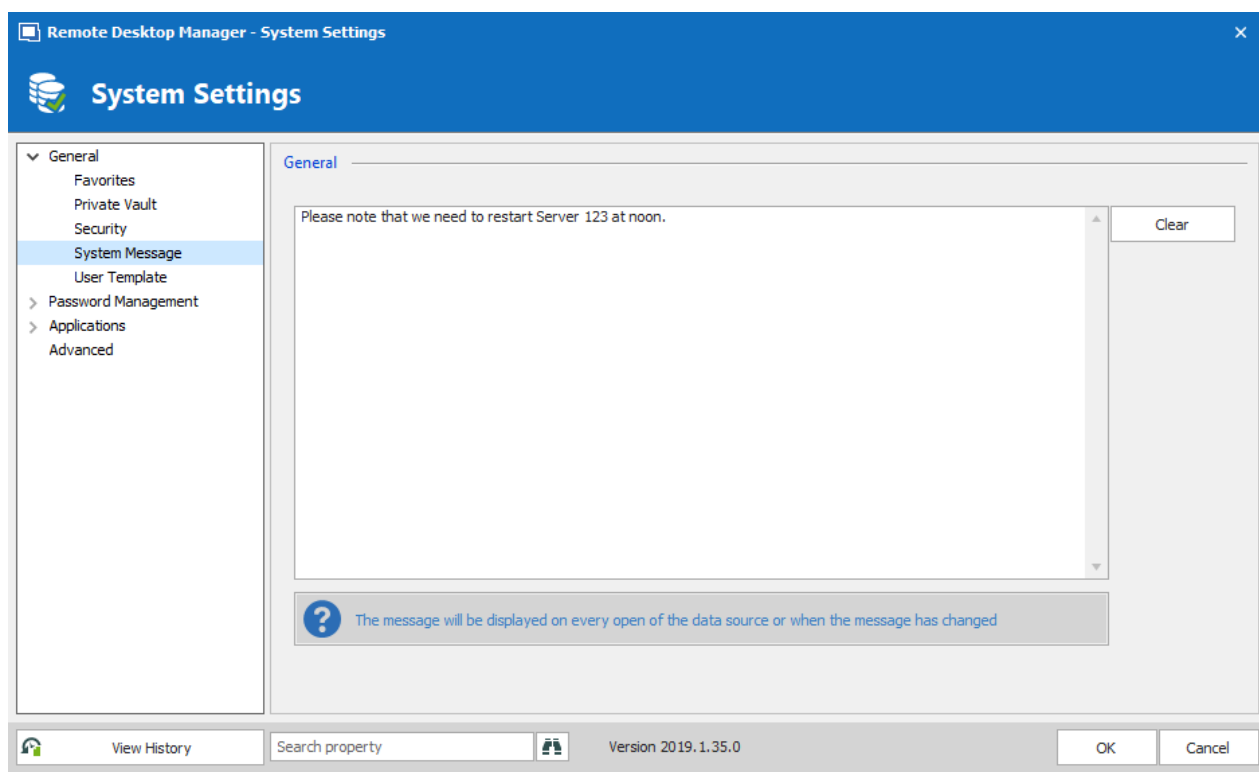 Remote Desktop Manager - System Settings
System Settings
General
Favorites
Private Vault
Security
System Message
User Template
Password Management
Applications
Advanced
General
Please note that we need to restart Server 123 at noon.
Clear
The message will be displayed on every open of the data source or when the message has changed
View History
Search property
Version 2019.1.35.0
OK
Cancel